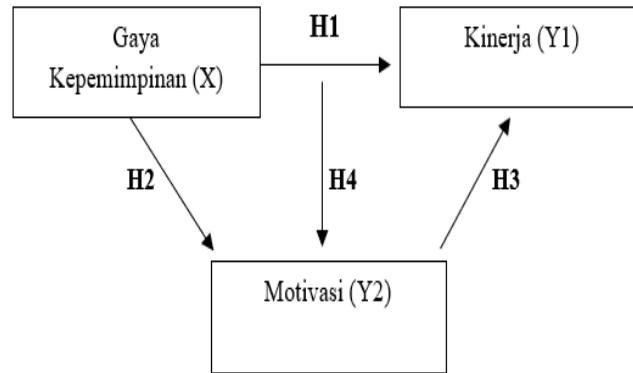 Gaya
Kepemimpinan (X)
H1
Kinerja (Y1)
H2
H4
H3
Motivasi (Y2)